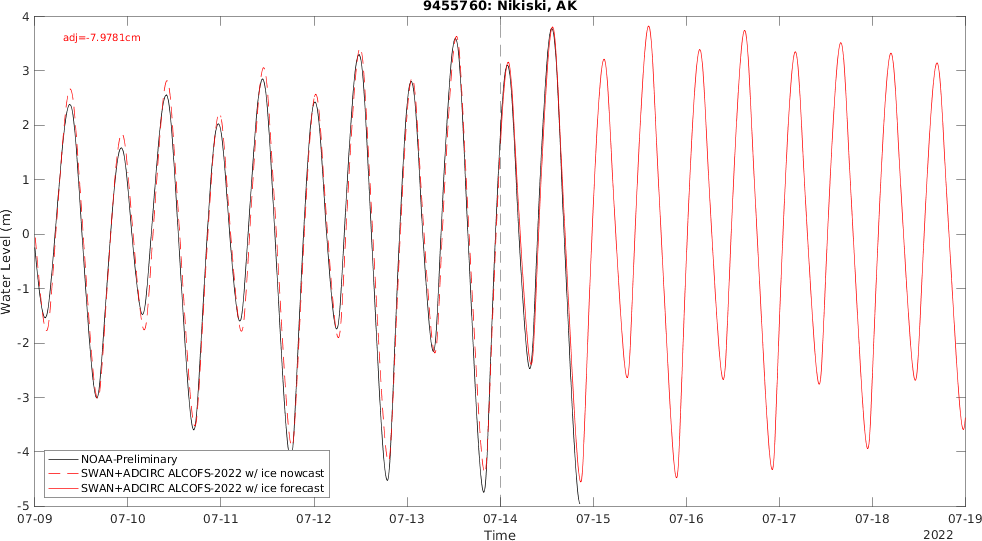 9455760: Nikiski, AK
adj=-7.9781cm
Water Level (m)
4
3
2
1
0
-1
-2
-3
-4
-5
NOAA-Preliminary
SWAN+ADCIRC ALCOFS-2022 w/ ice nowcast
SWAN+ADCIRC ALCOFS-2022 w/ ice forecast
07-09 07-10 07-11 07-12 07-13 07-14 07-15 07-16 07-17 07-18 07-19
Time
2022